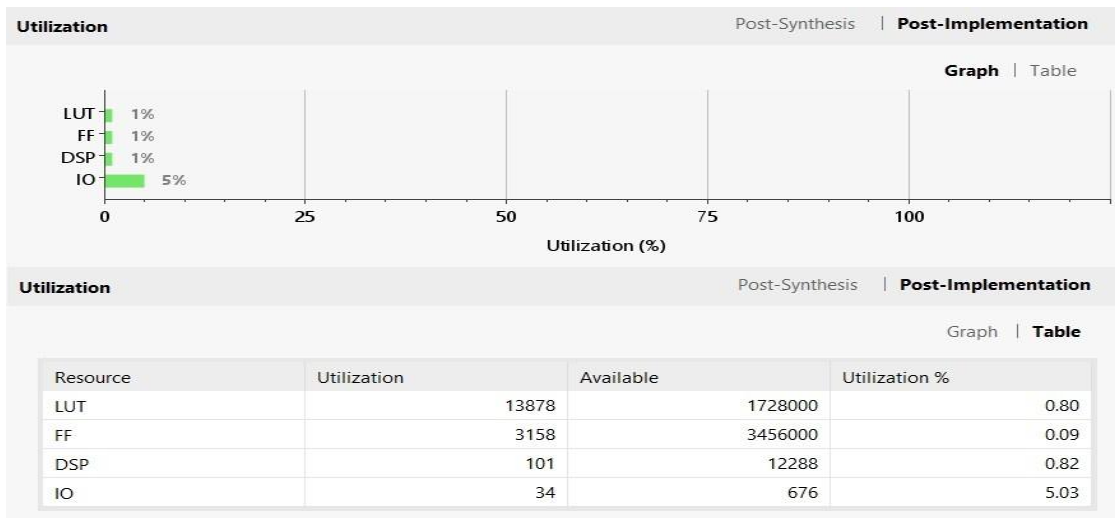 Utilization Post-Synthesis | Post-Implementation
Graph | Table
LUT 1%
FF 1%
DSP 1%
IO 5%
0 25 50 75 100
Utilization (%)
Utilization Post-Synthesis | Post-Implementation
Graph | Table
Resource Utilization Available Utilization %
LUT 13878 1728000 0.80
FF 3158 3456000 0.09
DSP 101 12288 0.82
IO 34 676 5.03